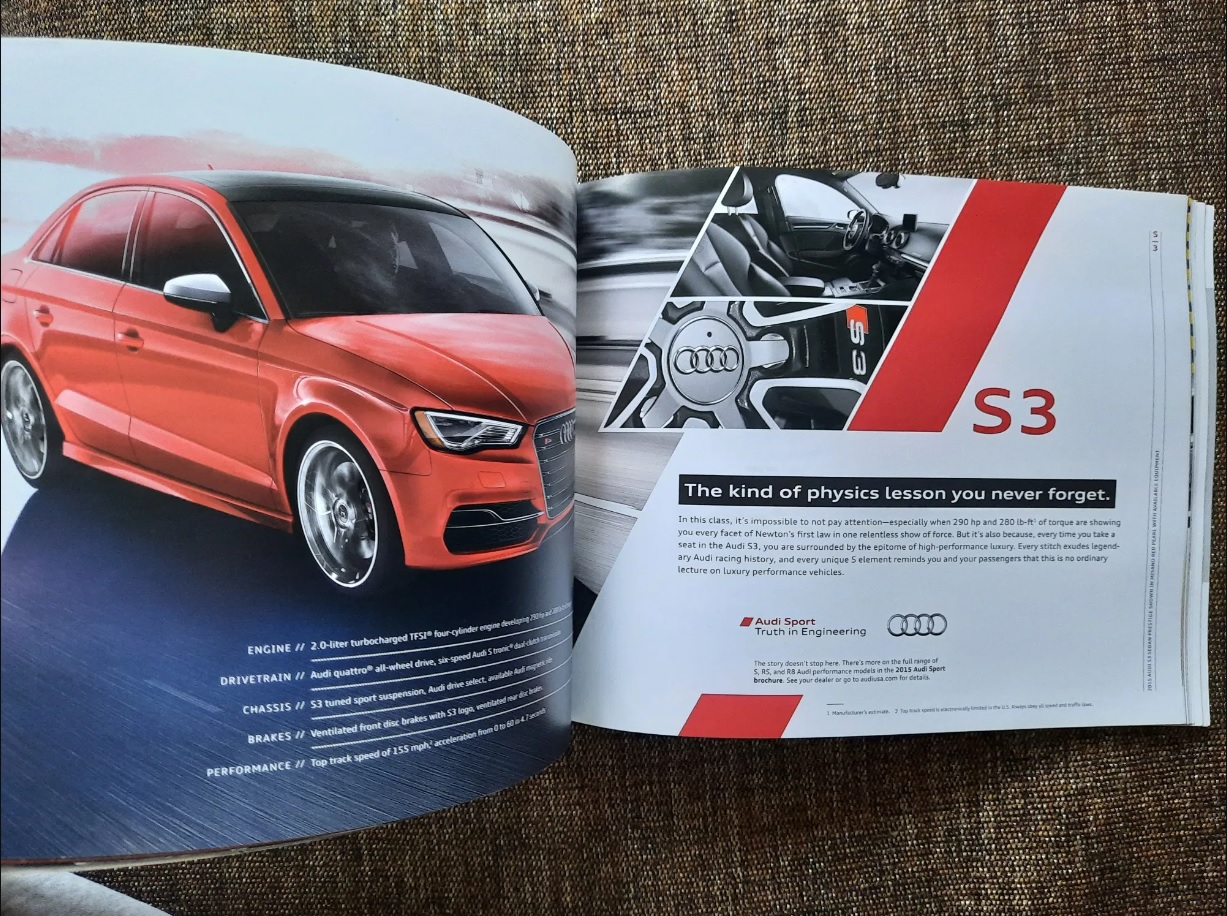 ENGINE // 2.0-liter turbocharged TFSI® four-cylinder engine developing 290 hp and
DRIVETRAIN // Audi quattro® all-wheel drive, six-speed Audi S tronic® dual-clutch transmission
CHASSIS // S3 tuned sport suspension, Audi drive select, available Audi magnetic ride
BRAKES // Ventilated front disc brakes with S3 logo, ventilated rear disc brakes
PERFORMANCE // Top track speed of 155 mph,² acceleration from 0 to 60 in 4.7 seconds
S3
S3
The kind of physics lesson you never forget.
In this class, it's impossible to not pay attention—especially when 290 hp and 280 lb-ft¹ of torque are showing
you every facet of Newton's first law in one relentless show of force. But it's also because, every time you take a
seat in the Audi S3, you are surrounded by the epitome of high-performance luxury. Every stitch exudes legend-
ary Audi racing history, and every unique S element reminds you and your passengers that this is no ordinary
lecture on luxury performance vehicles.
Audi Sport
Truth in Engineering
The story doesn't stop here. There's more on the full range of
S, RS, and R8 Audi performance models in the 2015 Audi Sport
brochure. See your dealer or go to audiusa.com for details.
1 Manufacturer's estimate. 2 Top track speed is electronically limited in the U.S. Always obey all speed and traffic laws.
S|3
2015 AUDI S3 SEDAN PRESTIGE SHOWN IN MISANO RED PEARL WITH AVAILABLE EQUIPMENT